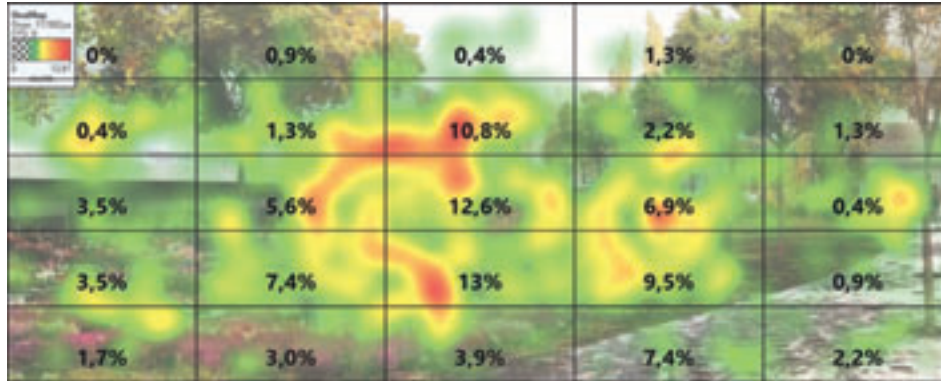 0% 0,9% 0,4% 1,3% 0%
0,4% 1,3% 10,8% 2,2% 1,3%
3,5% 5,6% 12,6% 6,9% 0,4%
3,5% 7,4% 13% 9,5% 0,9%
1,7% 3,0% 3,9% 7,4% 2,2%